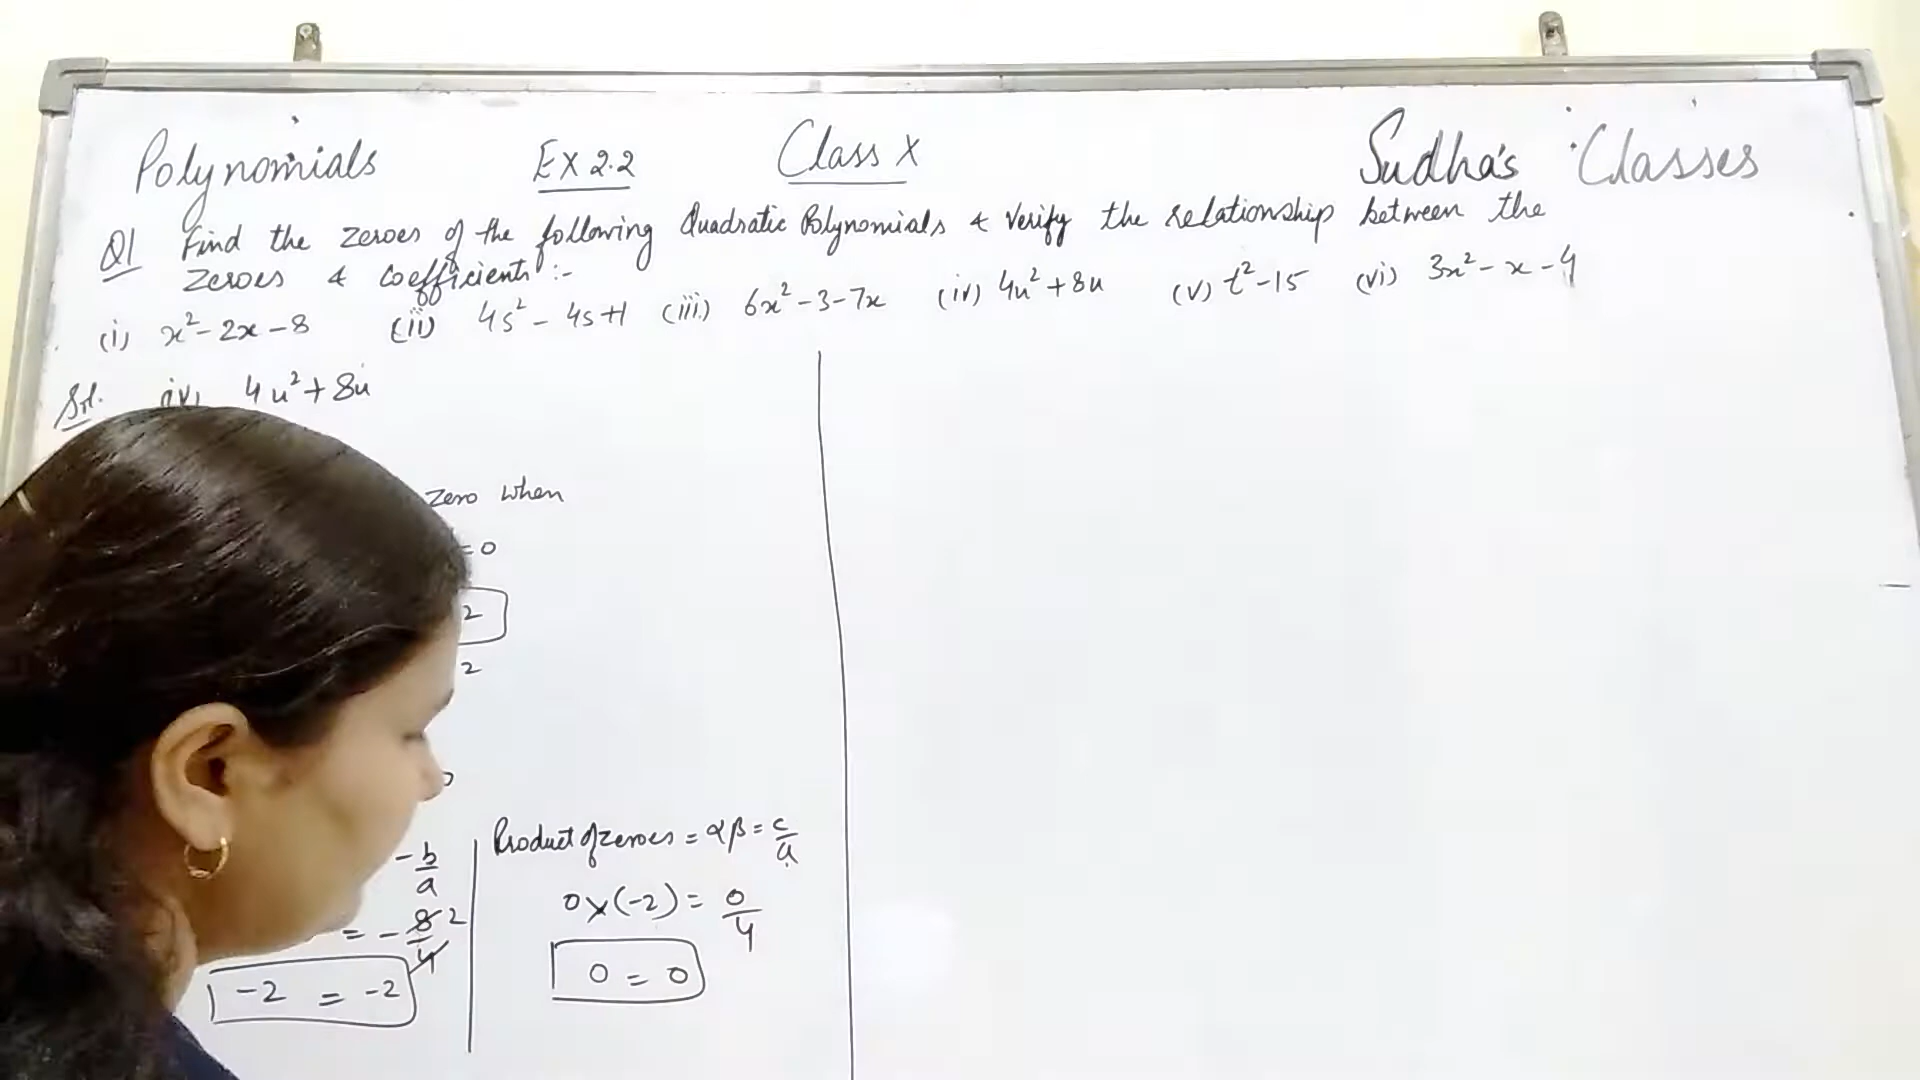 Polynomials Ex 2.2 Class X Sudha's Classes
Q1 Find the zeroes of the following Quadratic Polynomials & Verify the relationship between the
zeroes & coefficients :-
(i) x² - 2x - 8 (ii) 4s² - 4s + 1 (iii) 6x² - 3 - 7x (iv) 4u² + 8u (v) t² - 15 (vi) 3x² - x - 4
Sol. iv) 4u² + 8u
zero when
= 0
2
2
-b/a
= -8/4 2
-2 = -2
Product of zeroes = αβ = c/a
0 x (-2) = 0/4
0 = 0